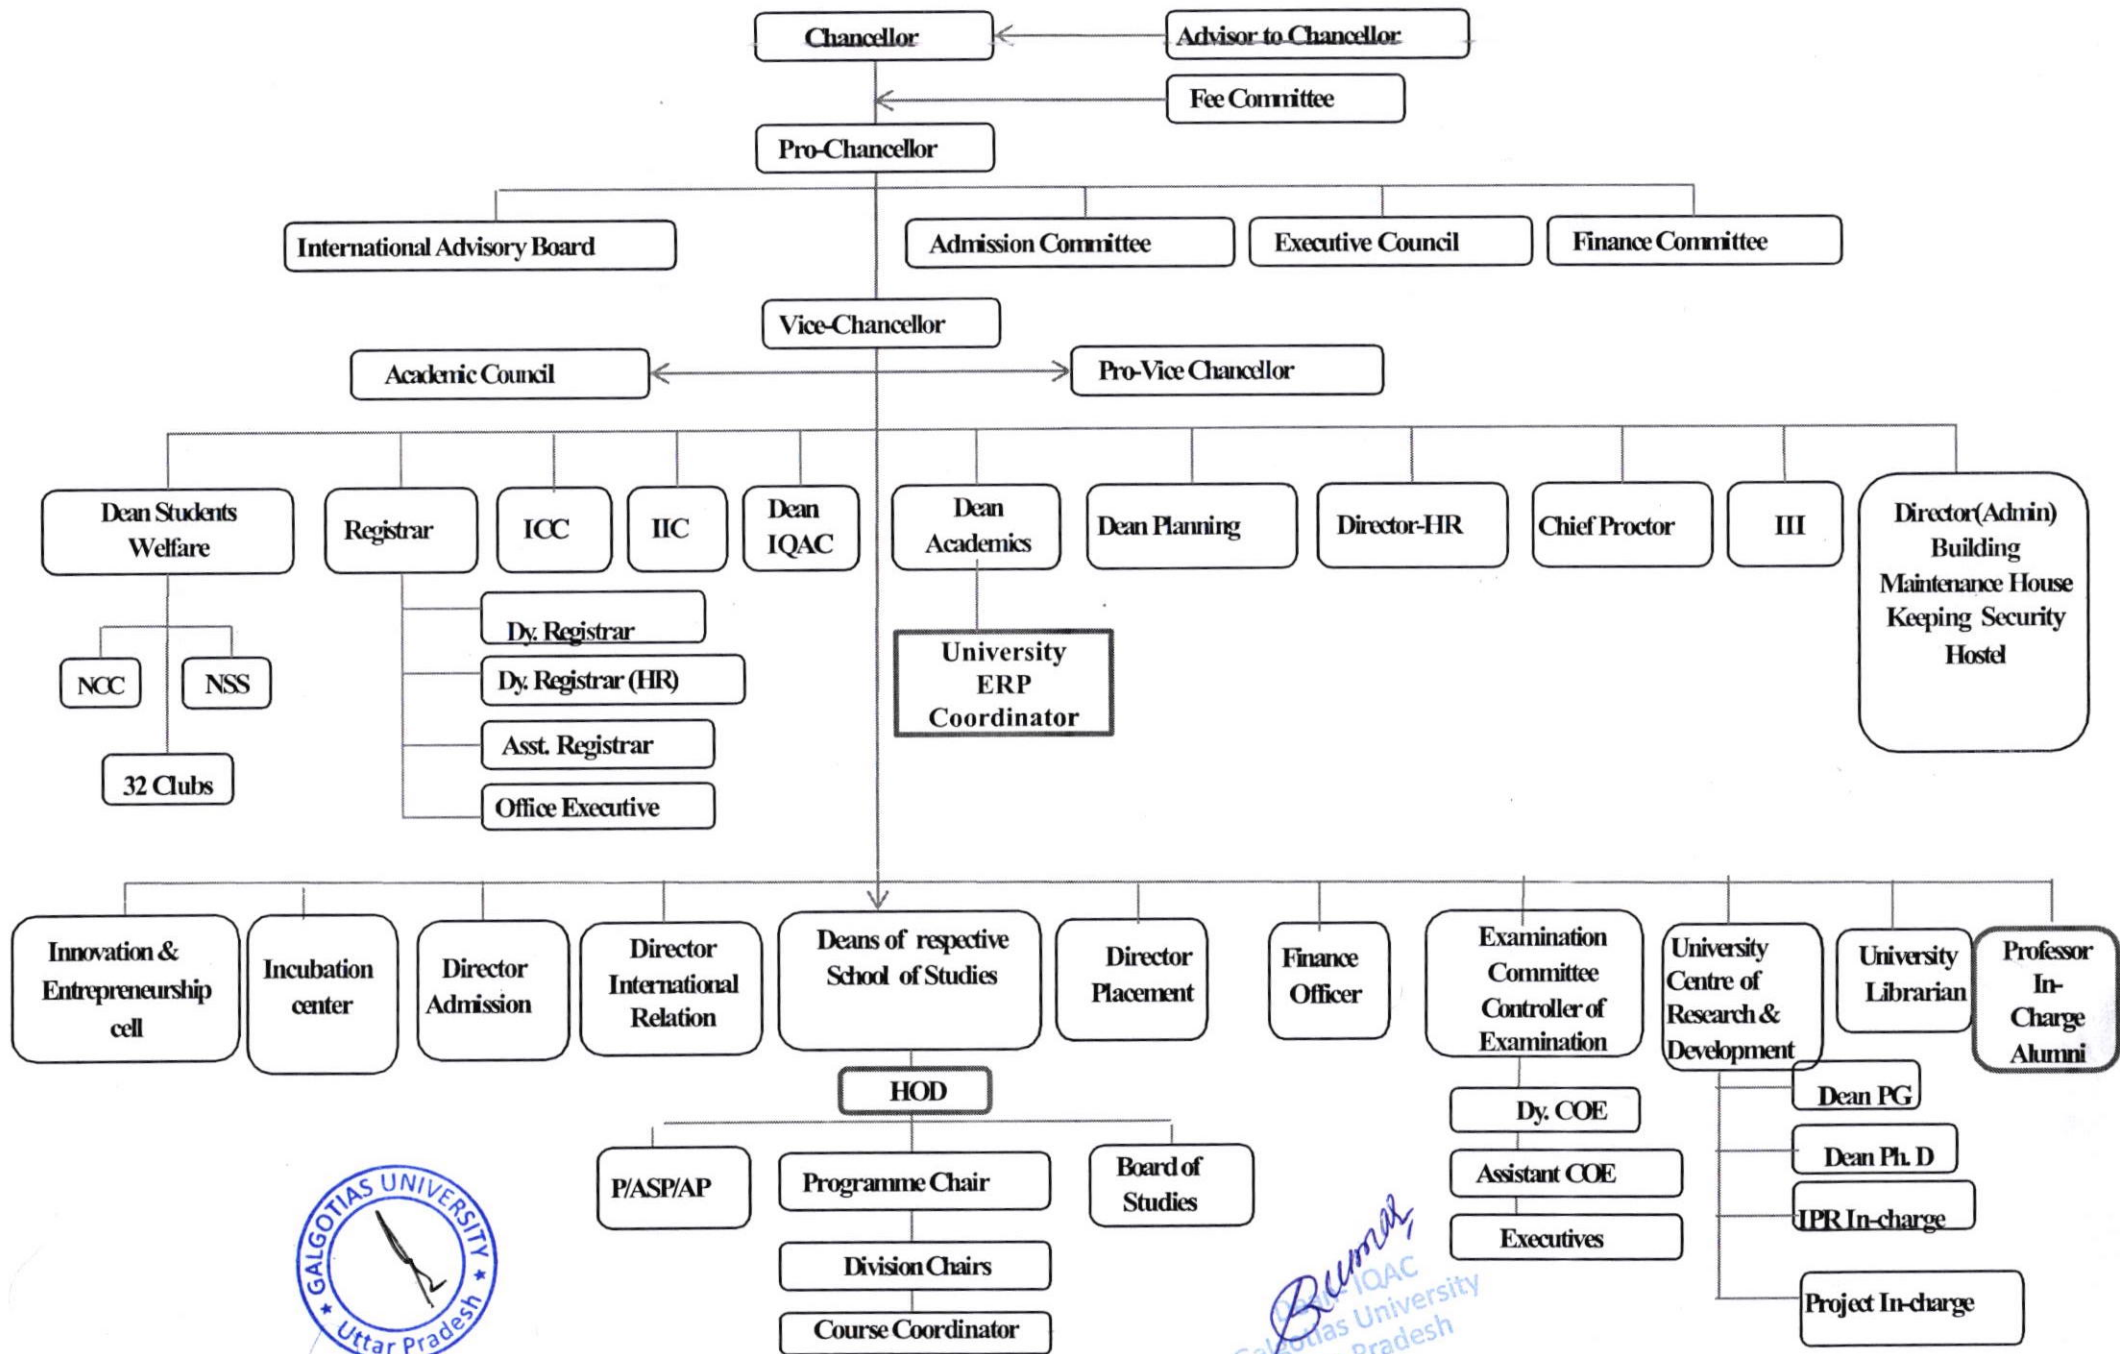 Chancellor
Advisor to Chancellor
Fee Committee
Pro-Chancellor
International Advisory Board
Admission Committee
Executive Council
Finance Committee
Vice-Chancellor
Academic Council
Pro-Vice Chancellor
Dean Students
Welfare
Registrar
ICC
IIC
Dean
IQAC
Dean
Academics
Dean Planning
Director-HR
Chief Proctor
III
Director(Admin)
Building
Maintenance House
Keeping Security
Hostel
NCC
NSS
32 Clubs
Dy. Registrar
Dy. Registrar (HR)
Asst. Registrar
Office Executive
University
ERP
Coordinator
Innovation &
Entrepreneurship
cell
Incubation
center
Director
Admission
Director
International
Relation
Deans of respective
School of Studies
Director
Placement
Finance
Officer
Examination
Committee
Controller of
Examination
University
Centre of
Research &
Development
University
Librarian
Professor
In-
Charge
Alumni
HOD
P/ASP/AP
Programme Chair
Board of
Studies
Division Chairs
Course Coordinator
Dy. COE
Assistant COE
Executives
Dean PG
Dean Ph. D
IPR In-charge
Project In-charge
GALGOTIAS UNIVERSITY
Uttar Pradesh
Dean IQAC
Galgotias University
Pradesh